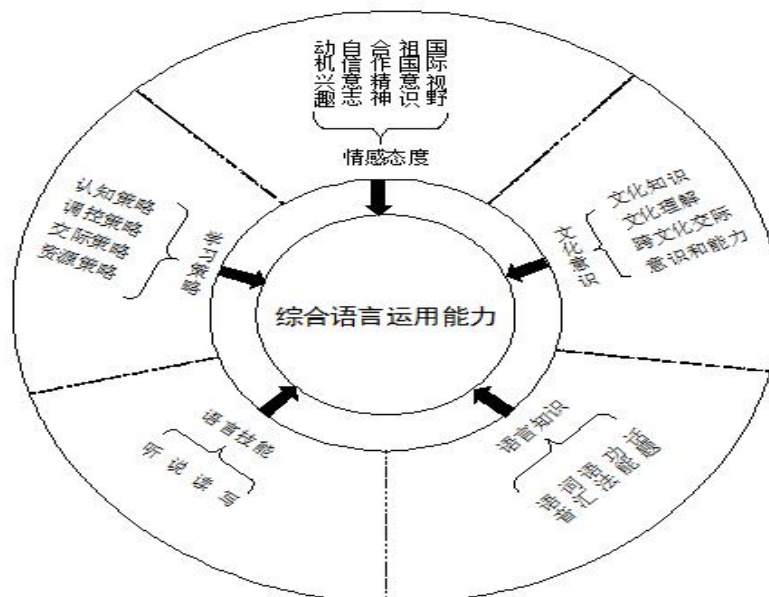 动机兴趣
自信意志
合作精神
祖国意识
国际视野
情感态度
认知策略
调控策略
交际策略
资源策略
学习策略
文化知识
文化理解
跨文化交际
意识和能力
文化意识
综合语言运用能力
语言技能
听说读写
语言知识
语音
词汇
语法
功能
话题